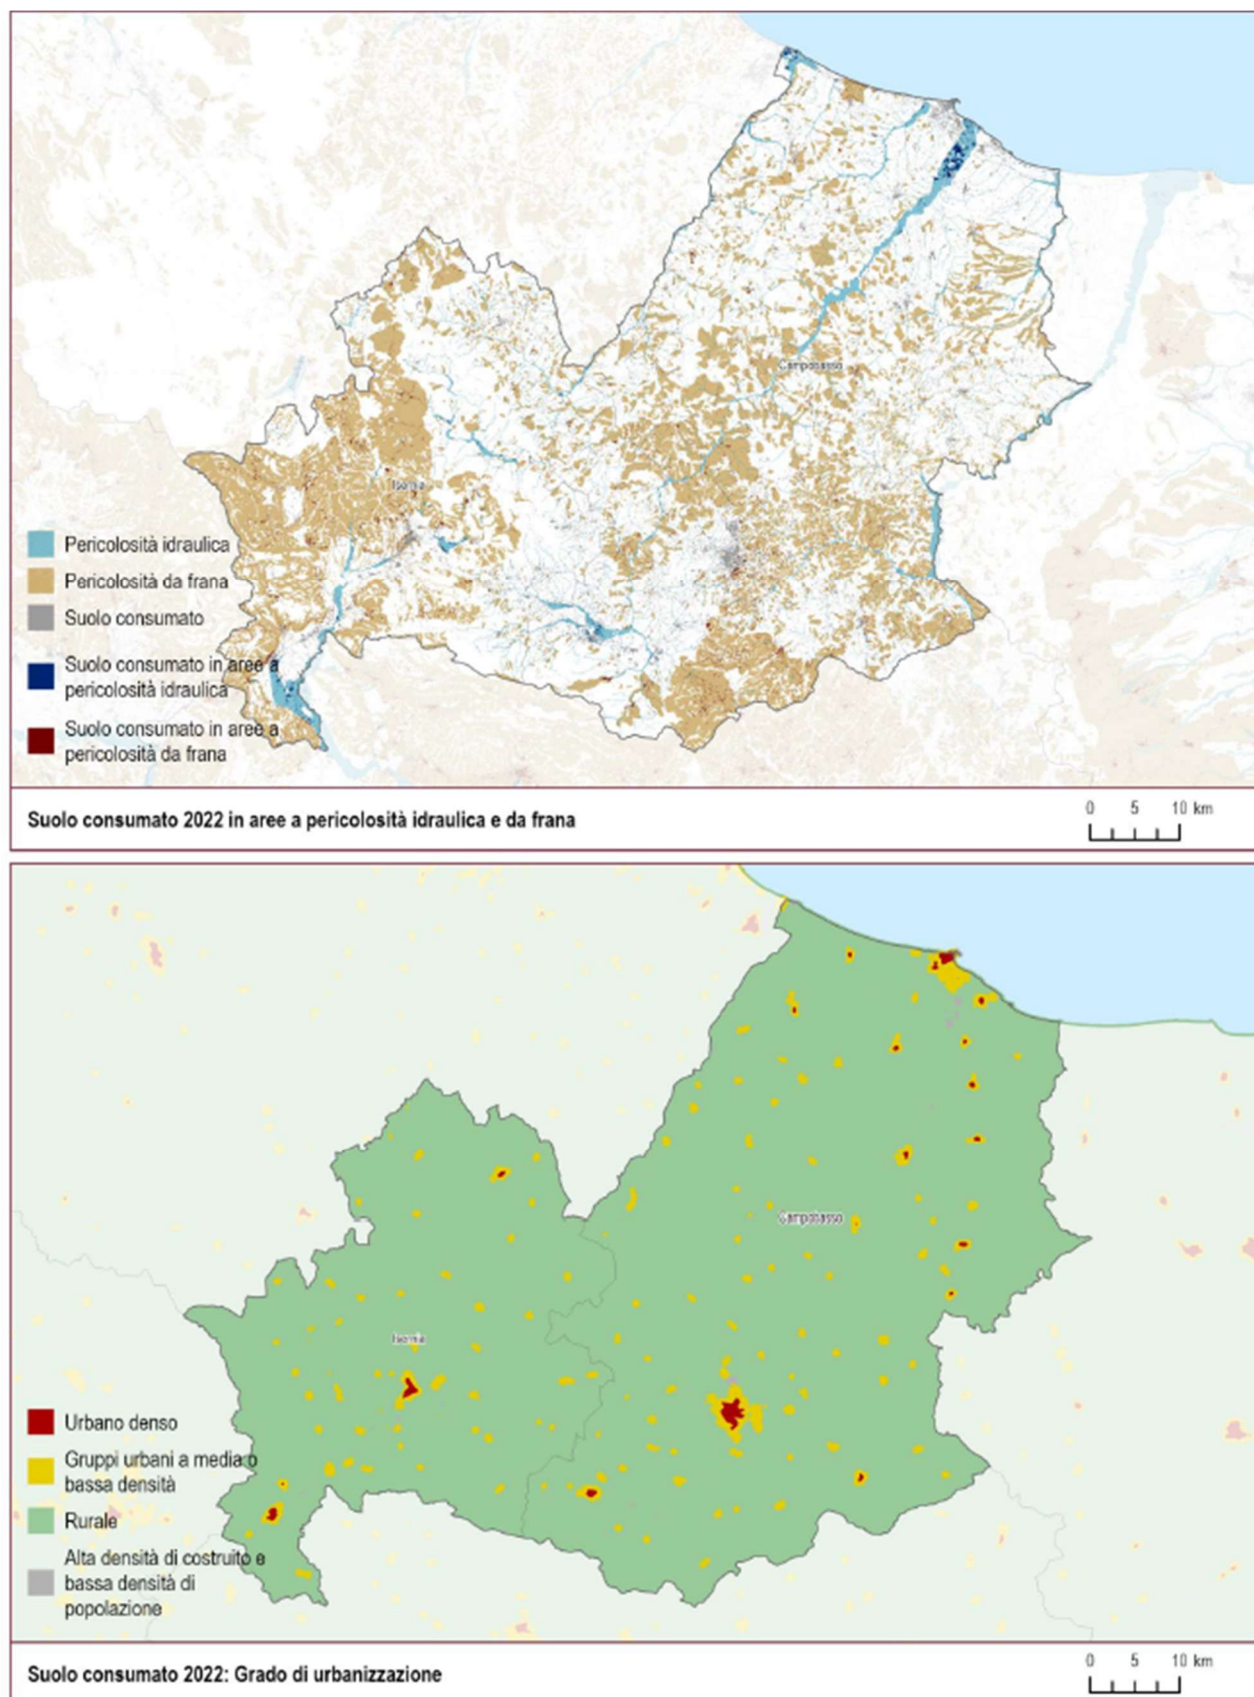 Campobasso
Isernia
Pericolosità idraulica
Pericolosità da frana
Suolo consumato
Suolo consumato in aree a
pericolosità idraulica
Suolo consumato in aree a
pericolosità da frana
Suolo consumato 2022 in aree a pericolosità idraulica e da frana
0 5 10 km
Campobasso
Isernia
Urbano denso
Gruppi urbani a media o
bassa densità
Rurale
Alta densità di costruito e
bassa densità di
popolazione
Suolo consumato 2022: Grado di urbanizzazione
0 5 10 km